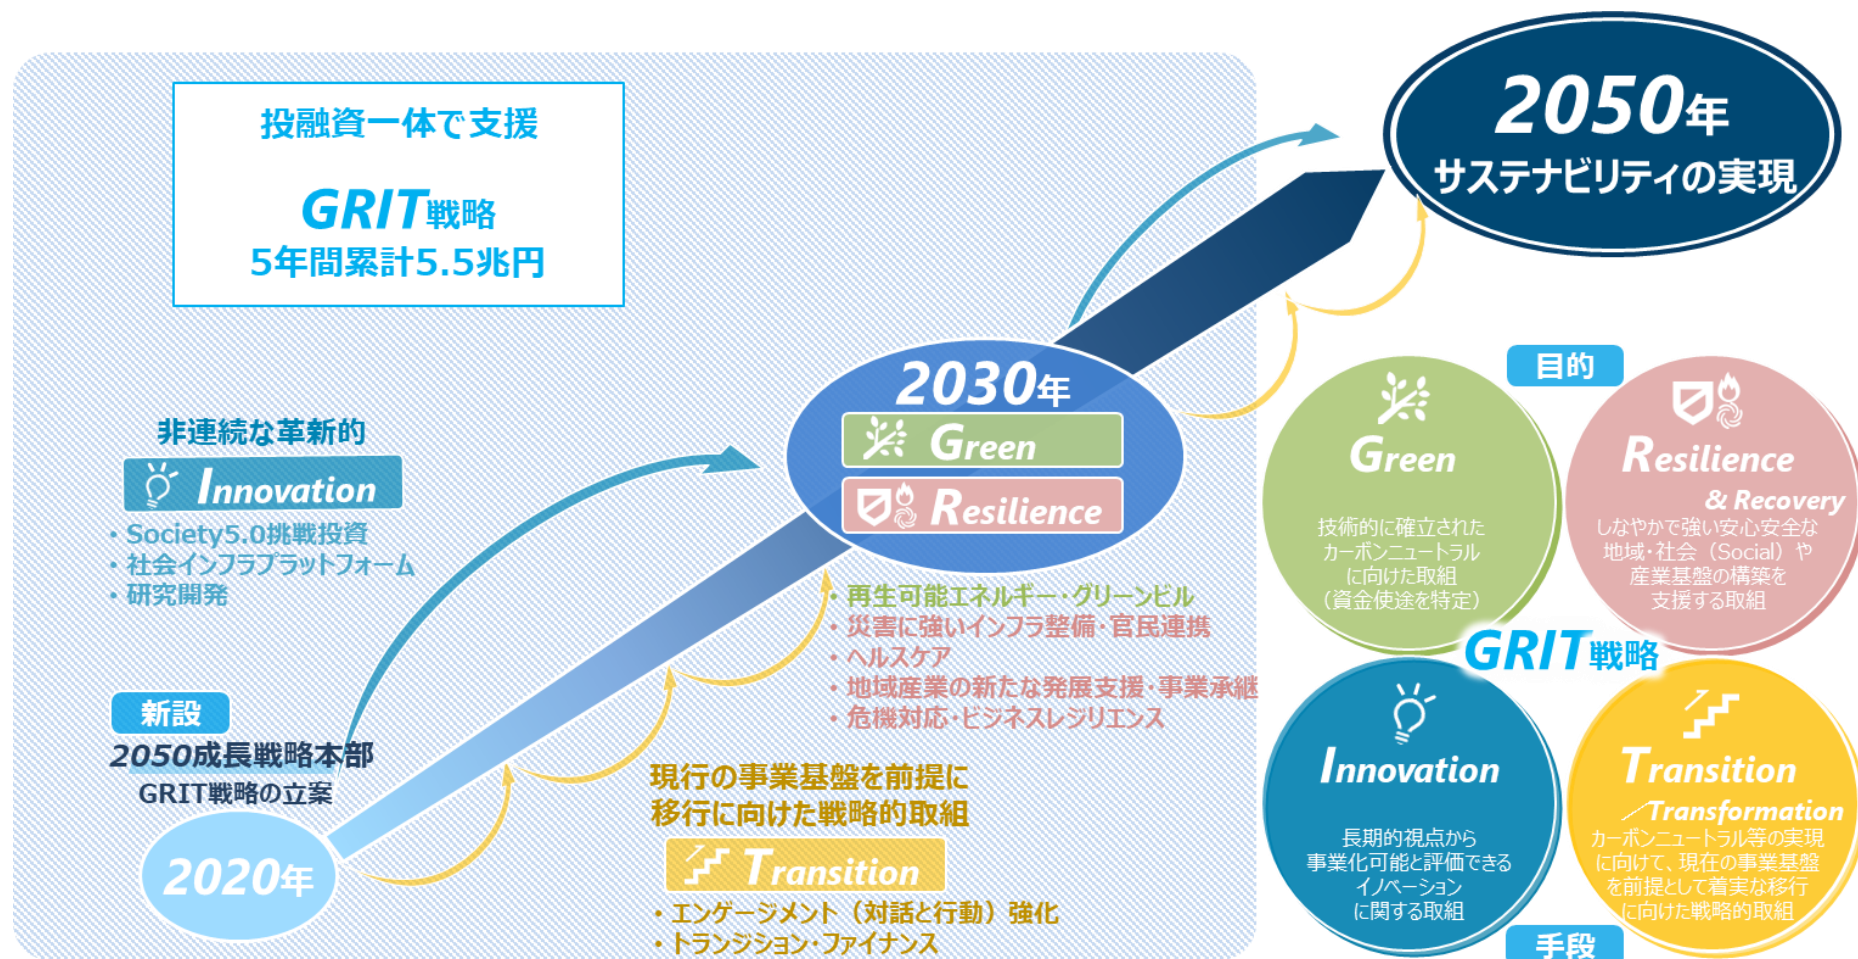 投融資一体で支援
GRIT戦略
5年間累計5.5兆円
2050年
サステナビリティの実現
非連続な革新的
Innovation
・Society5.0挑戦投資
・社会インフラプラットフォーム
・研究開発
2030年
Green
Resilience
・再生可能エネルギー・グリーンビル
・災害に強いインフラ整備・官民連携
・ヘルスケア
・地域産業の新たな発展支援・事業承継
・危機対応・ビジネスレジリエンス
新設
2050成長戦略本部
GRIT戦略の立案
2020年
現行の事業基盤を前提に
移行に向けた戦略的取組
Transition
・エンゲージメント（対話と行動）強化
・トランジション・ファイナンス
目的
Green
技術的に確立された
カーボンニュートラル
に向けた取組
（資金使途を特定）
Resilience
& Recovery
しなやかで強い安心安全な
地域・社会（Social）や
産業基盤の構築を
支援する取組
GRIT戦略
Innovation
長期的視点から
事業化可能と評価できる
イノベーション
に関する取組
Transition
／Transformation
カーボンニュートラル等の実現
に向けて、現在の事業基盤
を前提として着実な移行
に向けた戦略的取組
手段